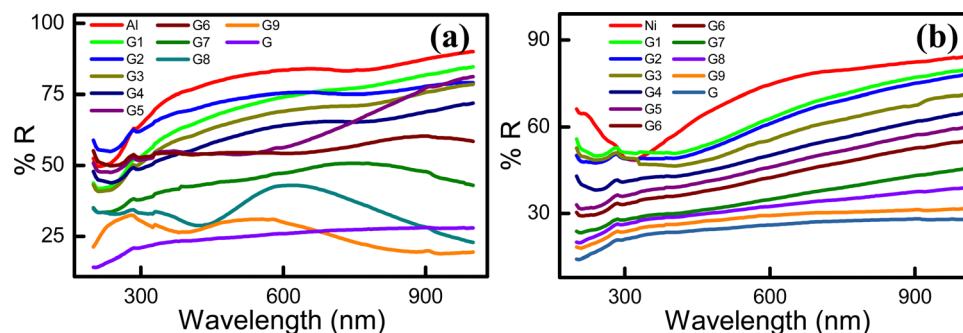 100
75
50
25
% R
Al
G1
G2
G3
G4
G5
G6
G7
G8
G9
G
(a)
300
600
900
Wavelength (nm)
90
60
30
% R
Ni
G1
G2
G3
G4
G5
G6
G6
G7
G8
G9
G
(b)
300
600
900
Wavelength (nm)